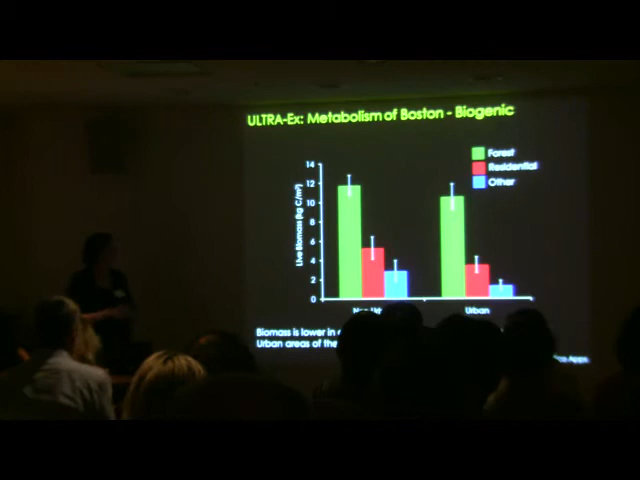 ULTRA-Ex: Metabolism of Boston - Biogenic
Forest
Residential
Other
Live Biomass (kg C/m²)
14
12
10
8
6
4
2
0
Urban
Biomass is lower in
Urban areas of the
Apps